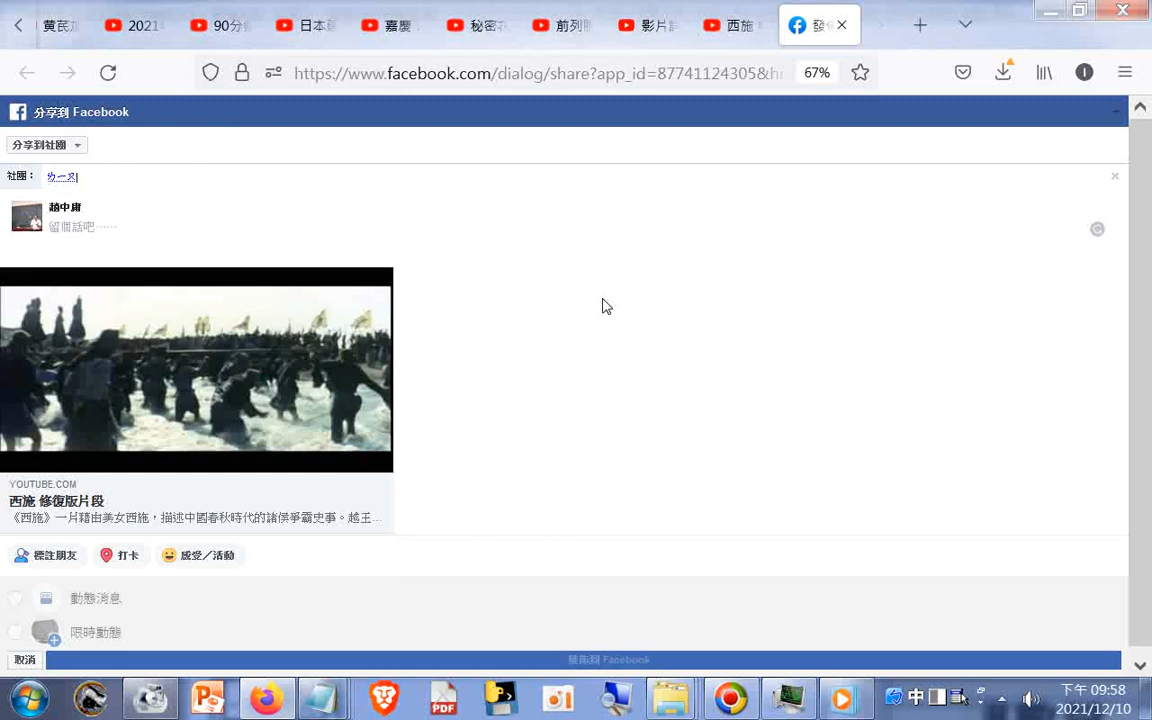 黃芪加
2021
90分
日本
嘉慶
秘密
前列
影片
西施
發
https://www.facebook.com/dialog/share?app_id=87741124305&h
67%
分享到 Facebook
分享到社團
社團：
ㄌㄧㄡ
趙中庸
留個話吧……
YOUTUBE.COM
西施 修復版片段
《西施》一片藉由美女西施，描述中國春秋時代的諸侯爭霸史事。越王...
標註朋友
打卡
感受／活動
動態消息
限時動態
取消
發佈到 Facebook
PDF
中
下午 09:58
2021/12/10